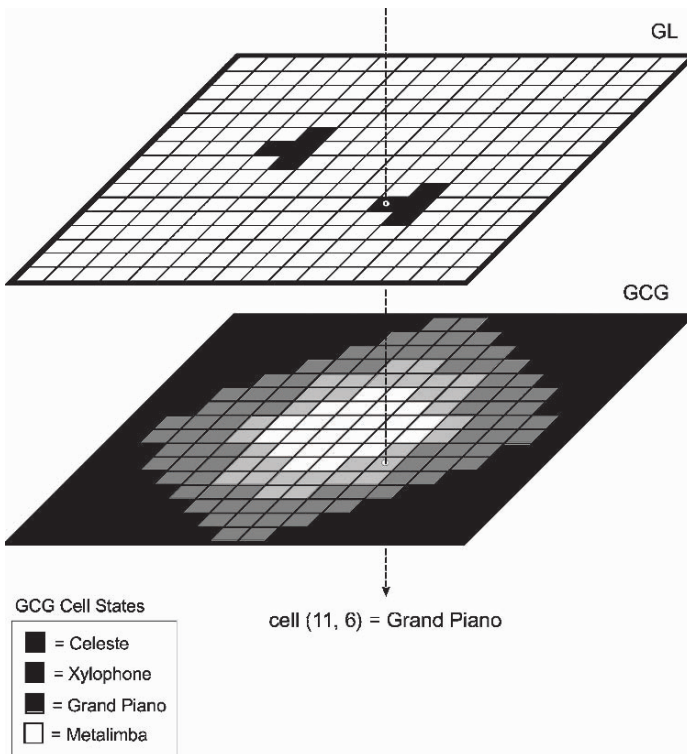 GL
GCG
cell (11, 6) = Grand Piano
GCG Cell States
= Celeste
= Xylophone
= Grand Piano
= Metalimba